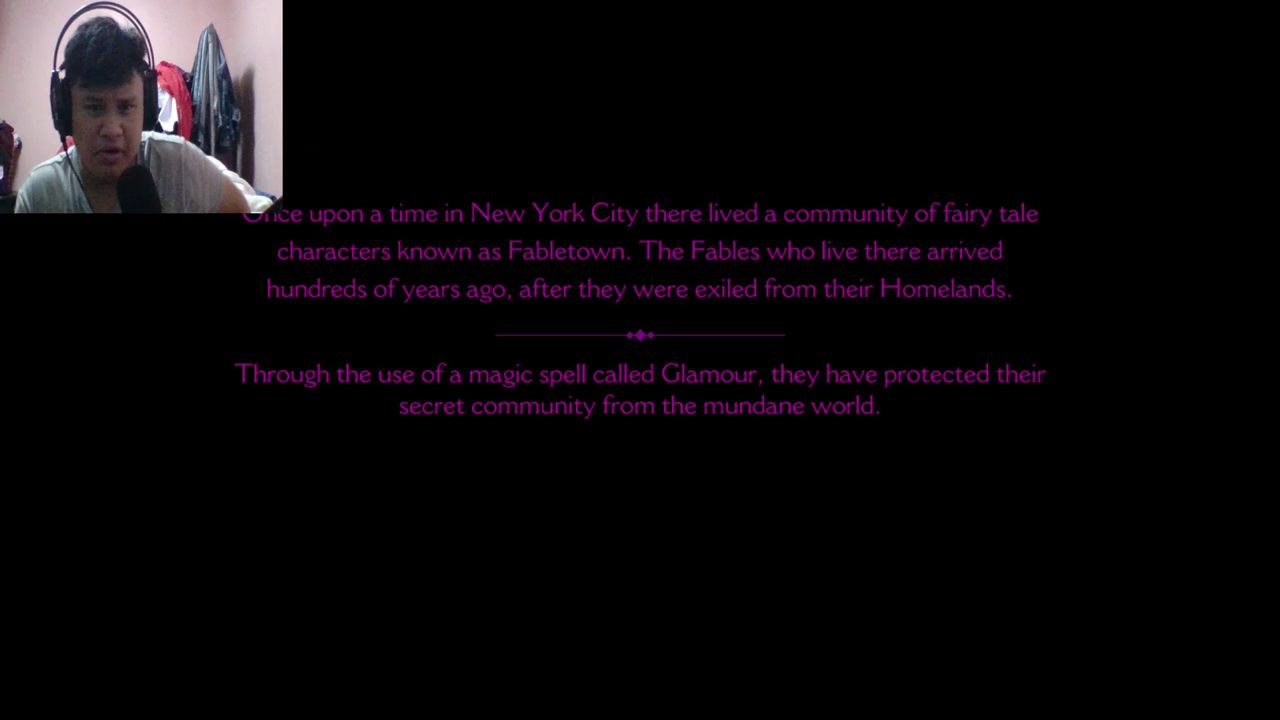 Once upon a time in New York City there lived a community of fairy tale
characters known as Fabletown. The Fables who live there arrived
hundreds of years ago, after they were exiled from their Homelands.
Through the use of a magic spell called Glamour, they have protected their
secret community from the mundane world.